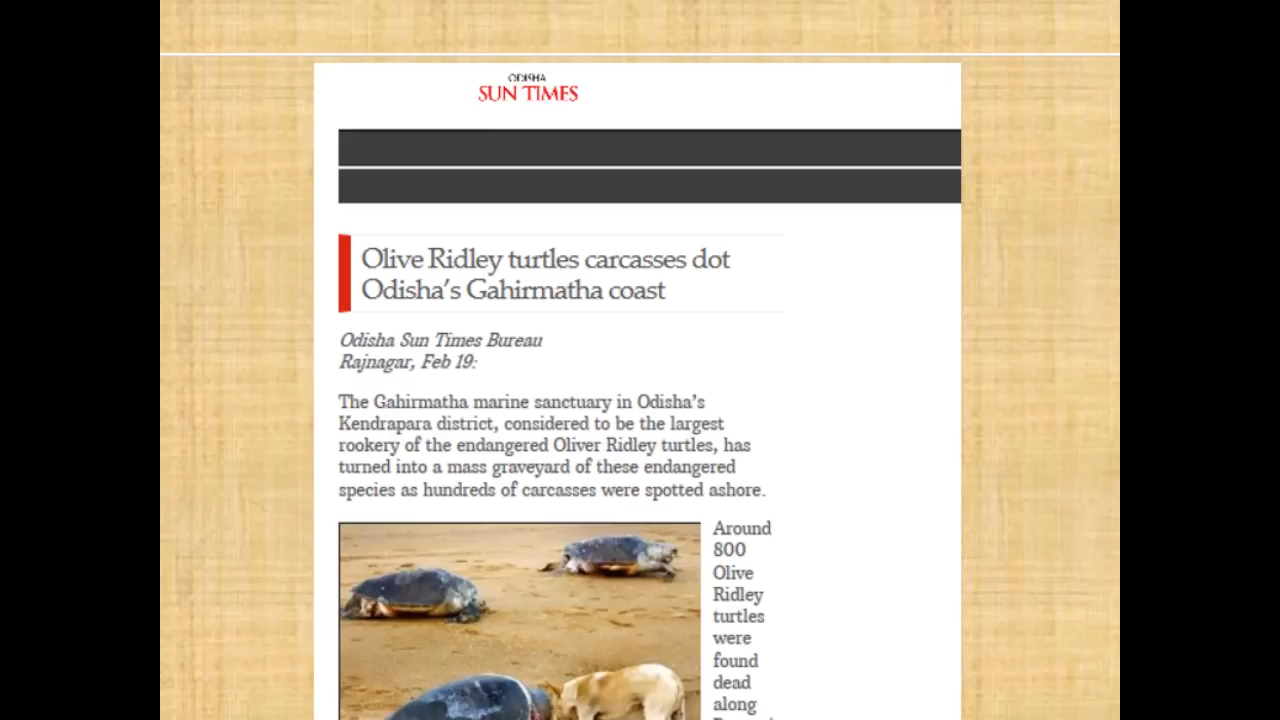 ODISHA
SUN TIMES
Olive Ridley turtles carcasses dot
Odisha's Gahirmatha coast
Odisha Sun Times Bureau
Rajnagar, Feb 19:
The Gahirmatha marine sanctuary in Odisha's
Kendrapara district, considered to be the largest
rookery of the endangered Oliver Ridley turtles, has
turned into a mass graveyard of these endangered
species as hundreds of carcasses were spotted ashore.
Around
800
Olive
Ridley
turtles
were
found
dead
along